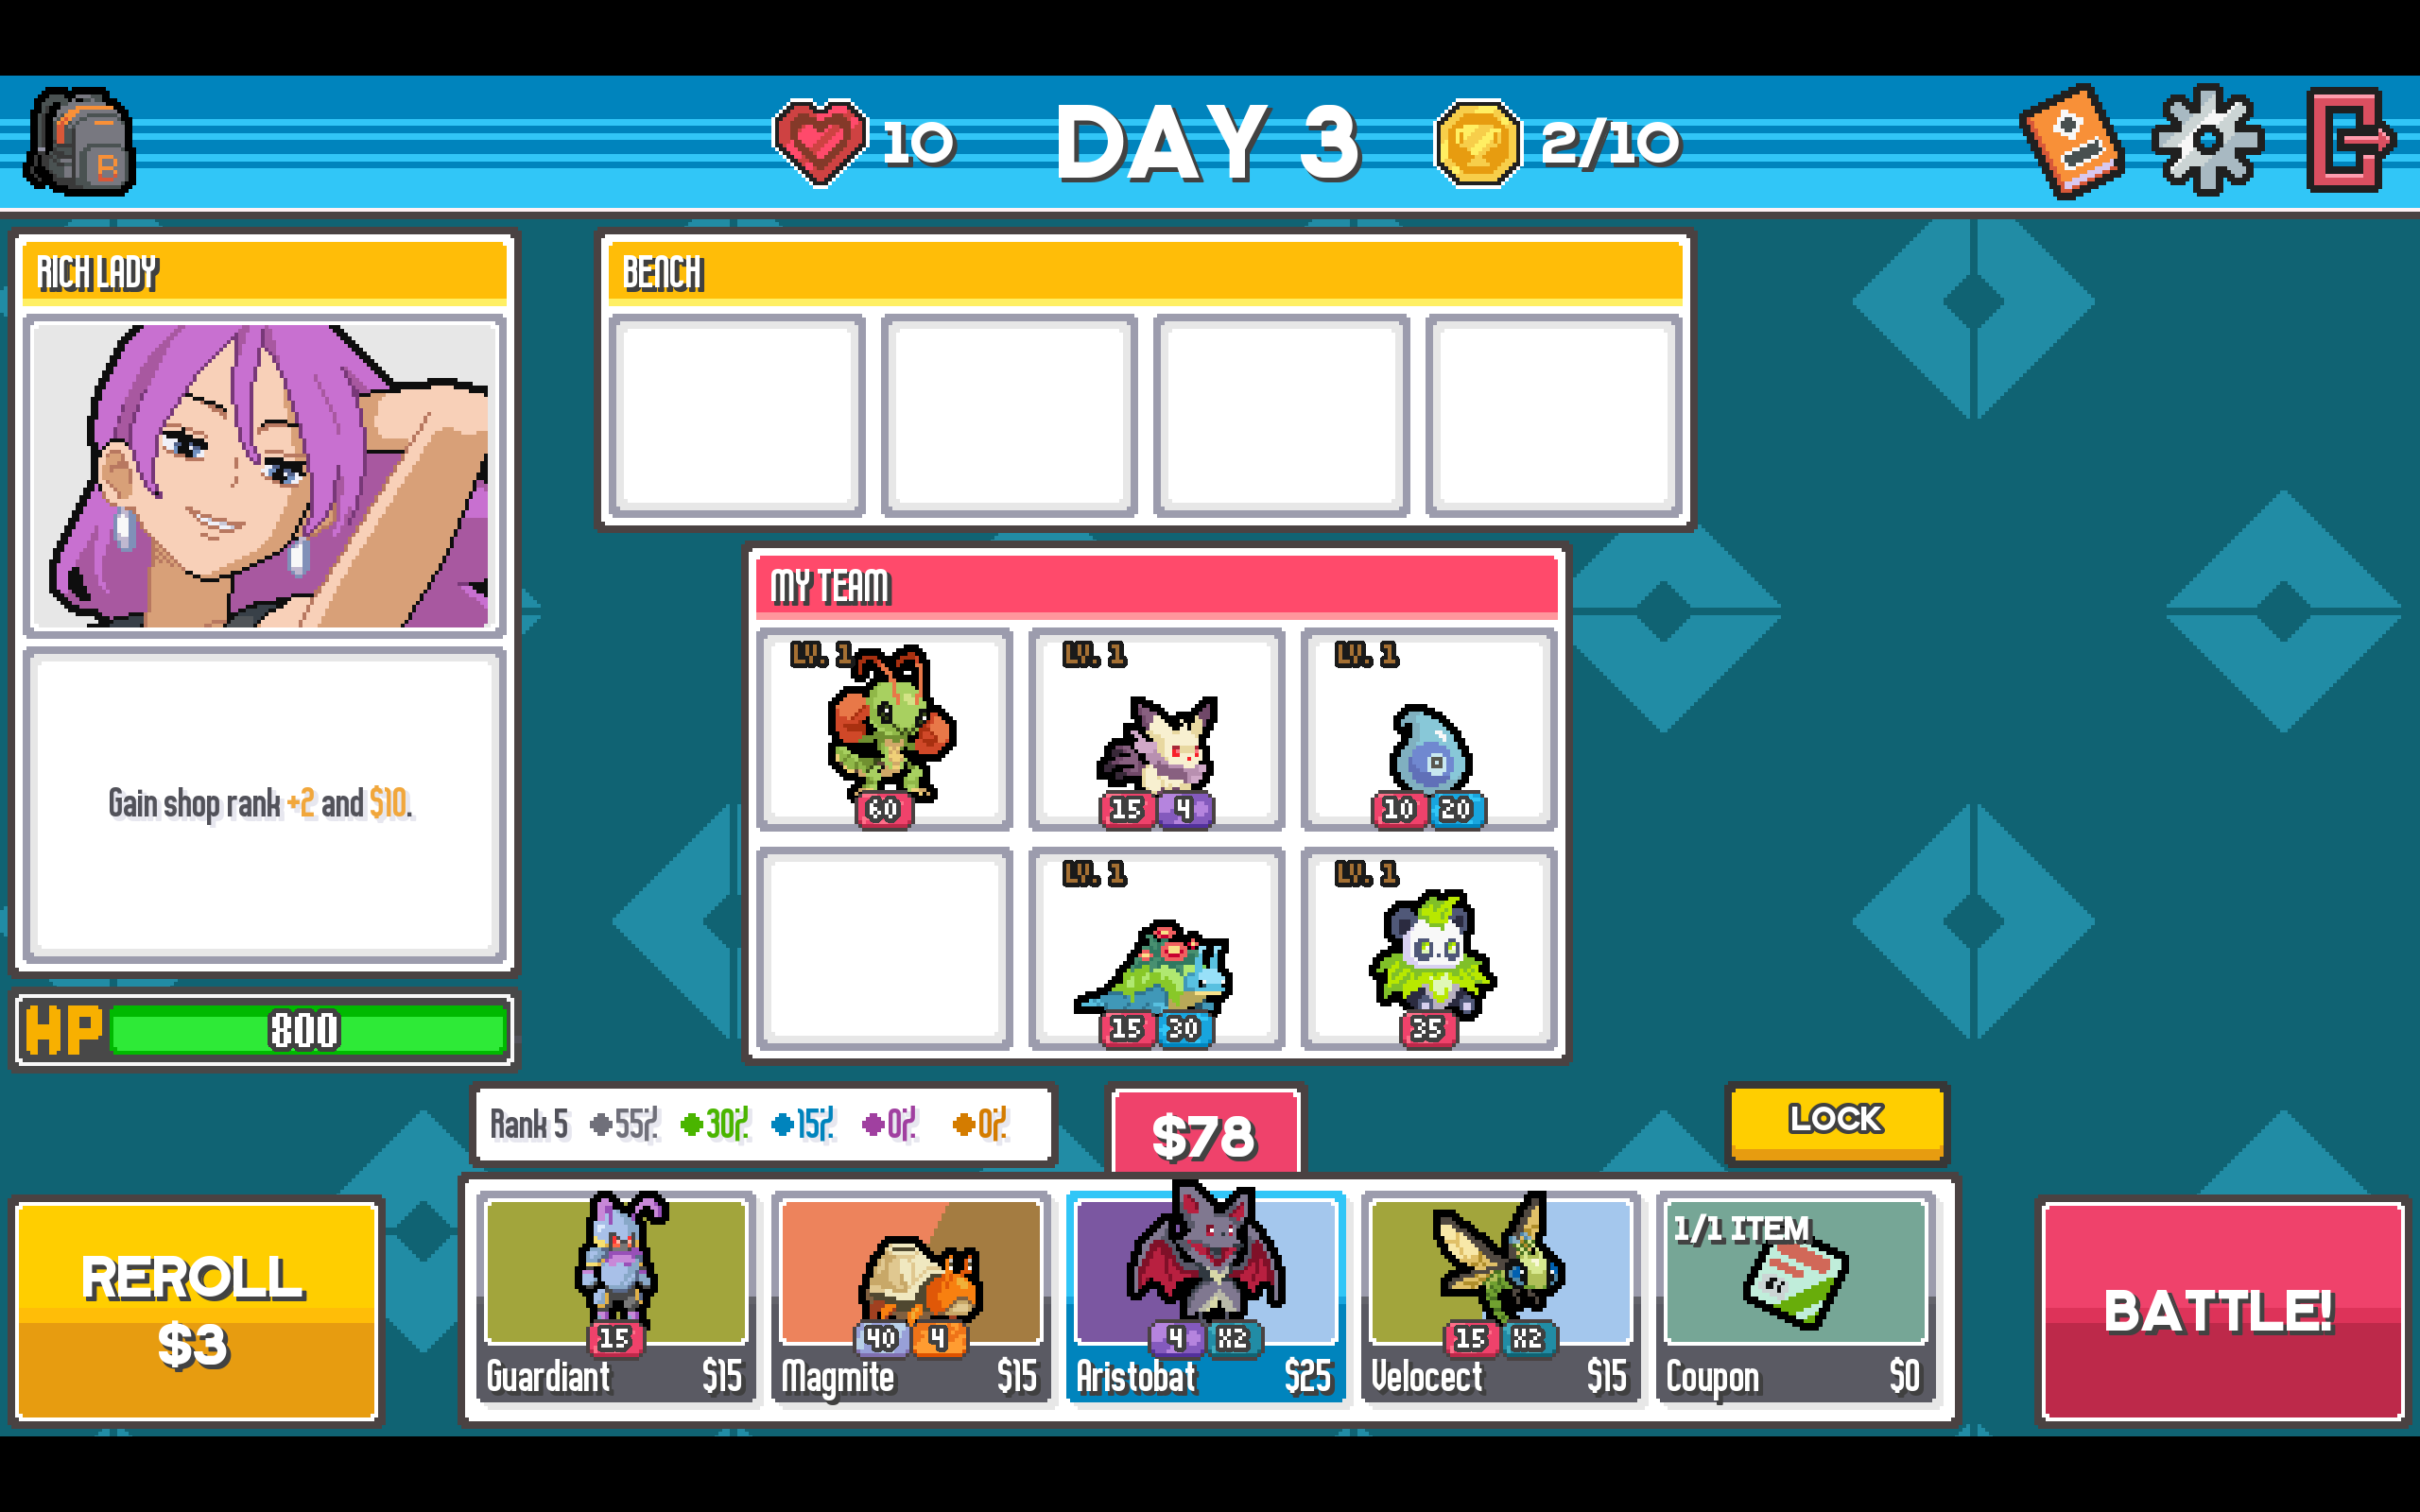 B
10
DAY 3
2/10
RICH LADY
Gain shop rank +2 and $10.
HP 800
BENCH
MY TEAM
LV. 1
60
LV. 1
15 4
LV. 1
10 20
LV. 1
15 30
LV. 1
35
Rank 5 55% 30% 15% 0% 0%
$78
LOCK
REROLL
$3
15
Guardiant $15
40 4
Magmite $15
4 X2
Aristobat $25
15 X2
Velocect $15
1/1 ITEM
Coupon $0
BATTLE!